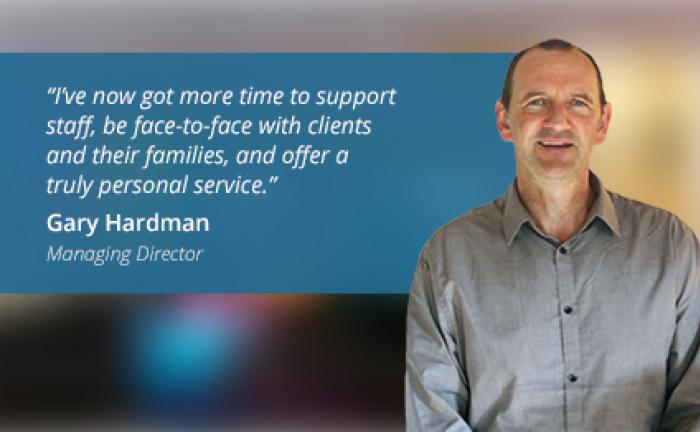 “I’ve now got more time to support
staff, be face-to-face with clients
and their families, and offer a
truly personal service.”
Gary Hardman
Managing Director